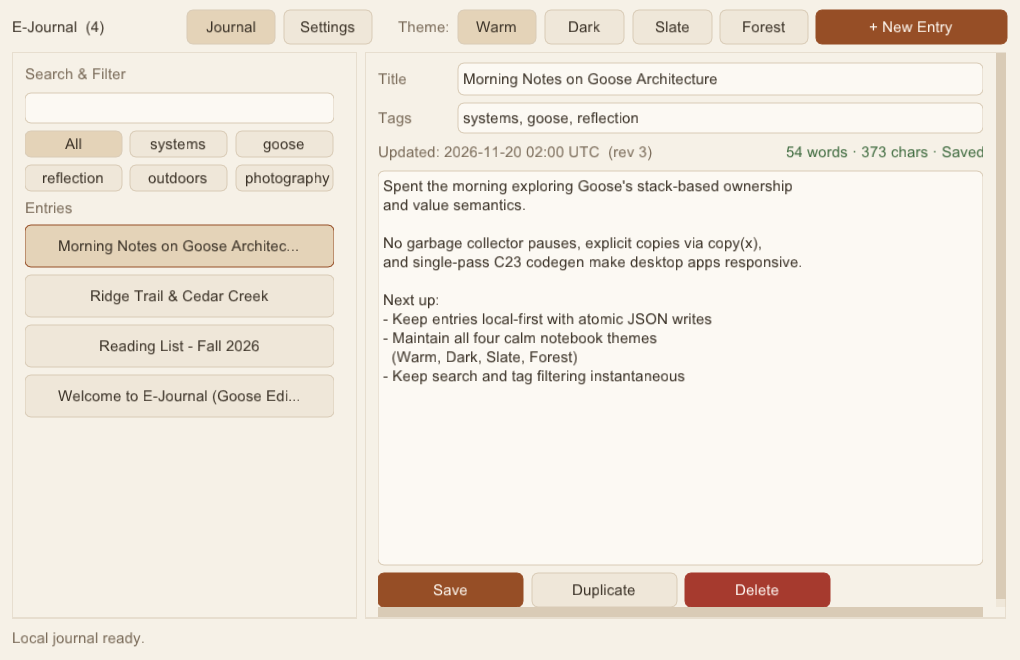 E-Journal (4)
Journal
Settings
Theme:
Warm
Dark
Slate
Forest
+ New Entry
Search & Filter
All
systems
goose
reflection
outdoors
photography
Entries
Morning Notes on Goose Architec...
Ridge Trail & Cedar Creek
Reading List - Fall 2026
Welcome to E-Journal (Goose Edi...
Title
Morning Notes on Goose Architecture
Tags
systems, goose, reflection
Updated: 2026-11-20 02:00 UTC (rev 3)
54 words · 373 chars · Saved
Spent the morning exploring Goose's stack-based ownership
and value semantics.
No garbage collector pauses, explicit copies via copy(x),
and single-pass C23 codegen make desktop apps responsive.
Next up:
- Keep entries local-first with atomic JSON writes
- Maintain all four calm notebook themes
(Warm, Dark, Slate, Forest)
- Keep search and tag filtering instantaneous
Save
Duplicate
Delete
Local journal ready.